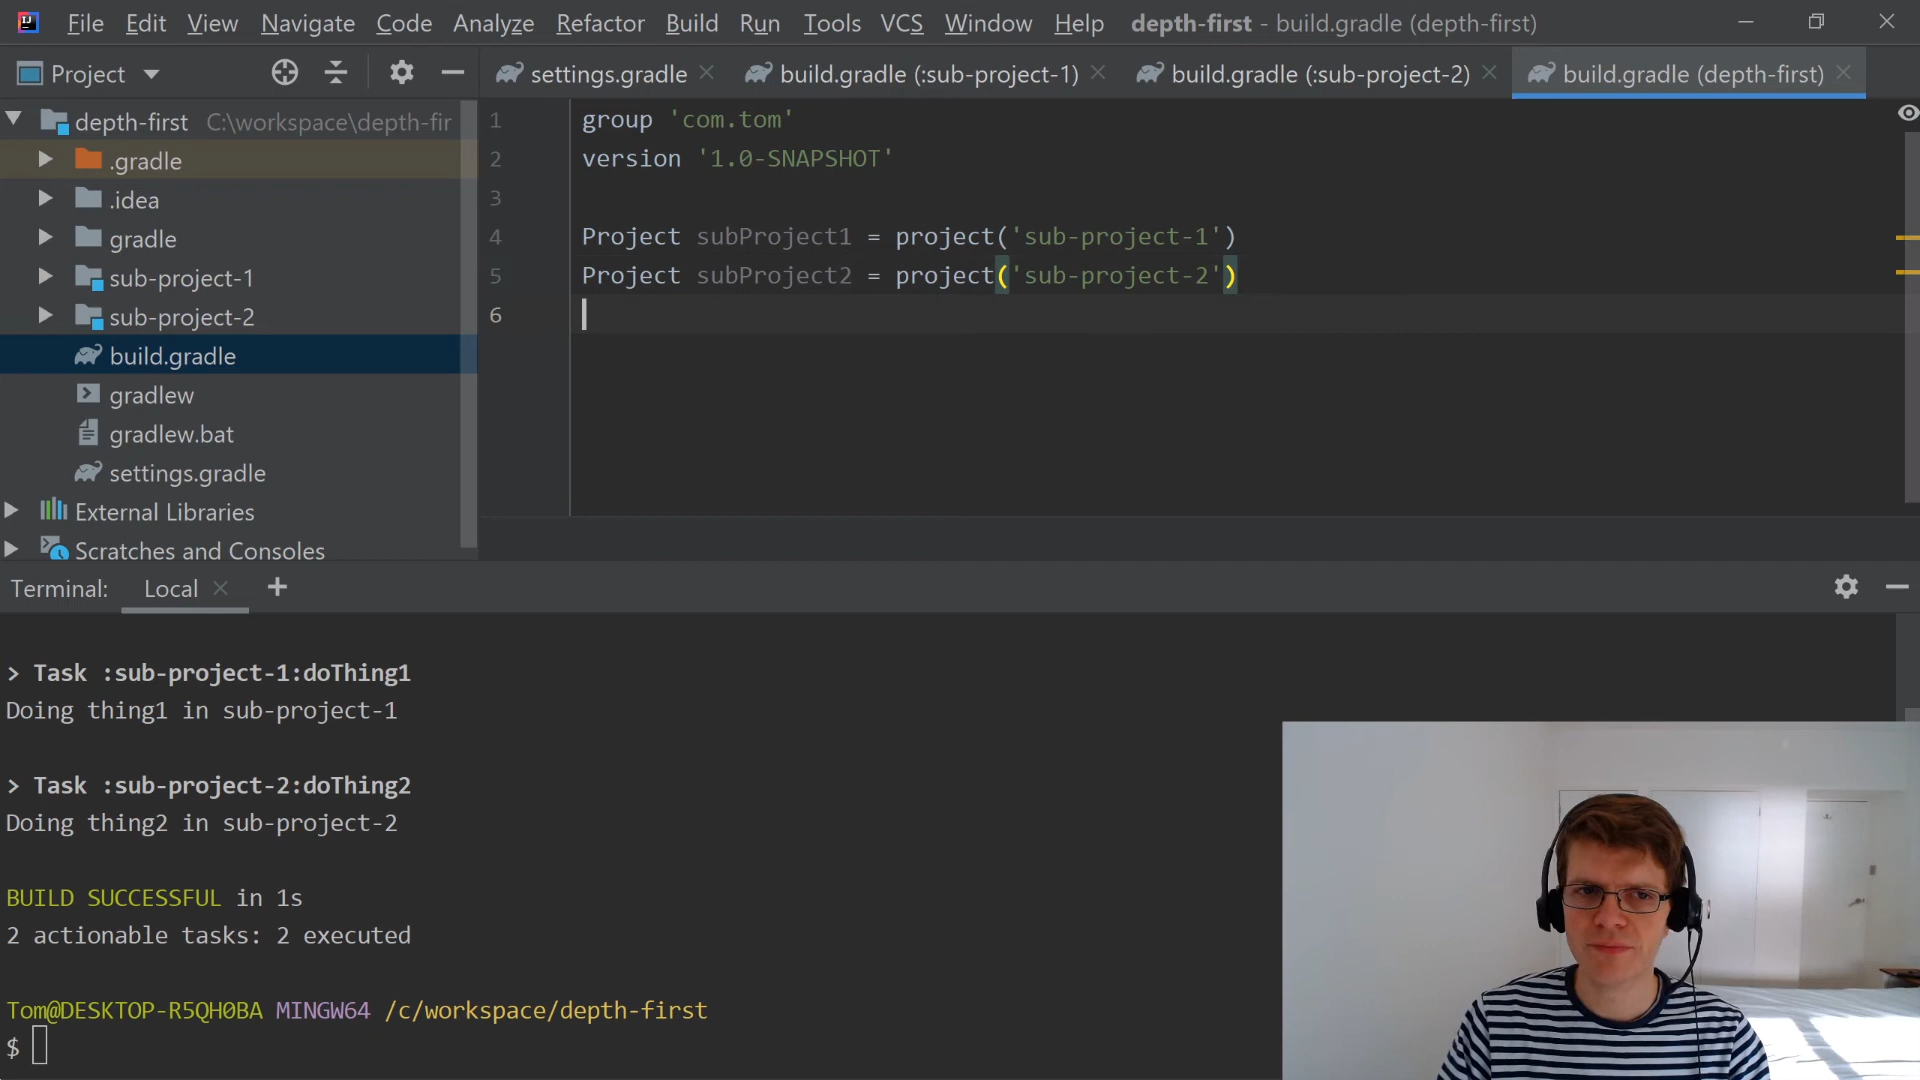 File Edit View Navigate Code Analyze Refactor Build Run Tools VCS Window Help depth-first - build.gradle (depth-first)
Project
settings.gradle
build.gradle (:sub-project-1)
build.gradle (:sub-project-2)
build.gradle (depth-first)
depth-first C:\workspace\depth-fir
.gradle
.idea
gradle
sub-project-1
sub-project-2
build.gradle
gradlew
gradlew.bat
settings.gradle
External Libraries
Scratches and Consoles
1 group 'com.tom'
2 version '1.0-SNAPSHOT'
3
4 Project subProject1 = project('sub-project-1')
5 Project subProject2 = project('sub-project-2')
6
Terminal: Local
> Task :sub-project-1:doThing1
Doing thing1 in sub-project-1
> Task :sub-project-2:doThing2
Doing thing2 in sub-project-2
BUILD SUCCESSFUL in 1s
2 actionable tasks: 2 executed
Tom@DESKTOP-R5QH0BA MINGW64 /c/workspace/depth-first
$